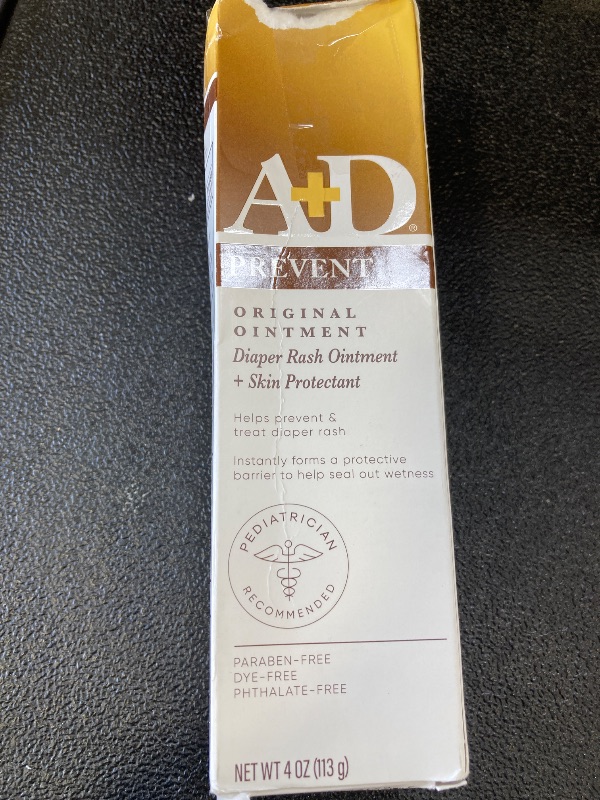 A+D®
PREVENT
ORIGINAL
OINTMENT
Diaper Rash Ointment
+ Skin Protectant
Helps prevent &
treat diaper rash
Instantly forms a protective
barrier to help seal out wetness
PEDIATRICIAN
RECOMMENDED
PARABEN-FREE
DYE-FREE
PHTHALATE-FREE
NET WT 4 OZ (113 g)